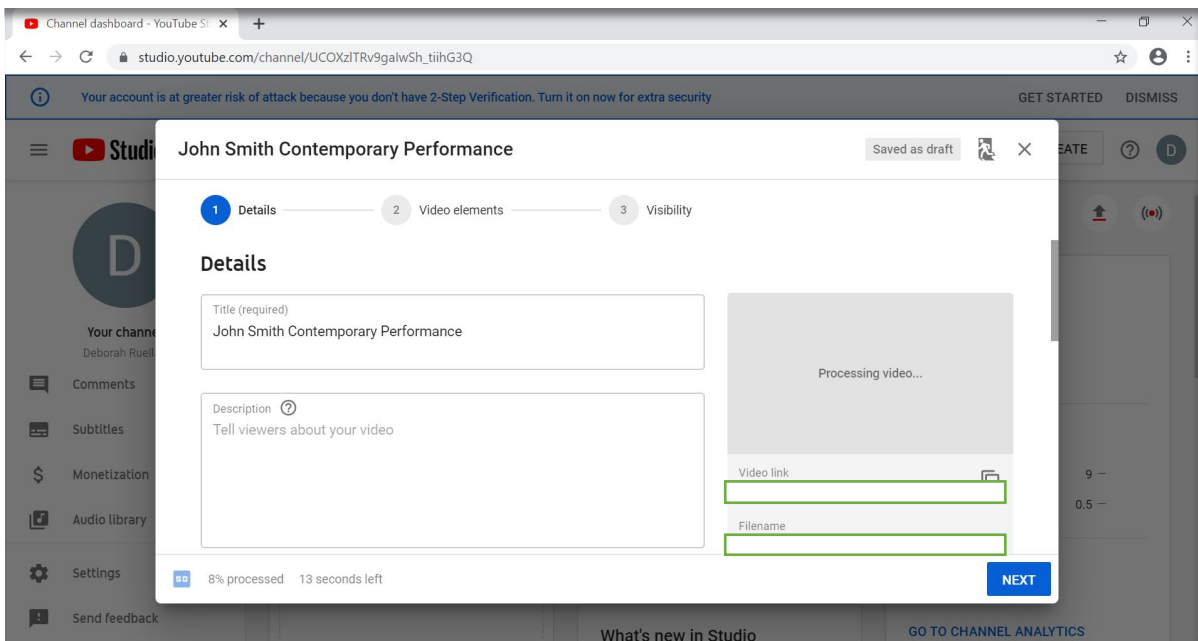 Channel dashboard - YouTube St
studio.youtube.com/channel/UCOXzlTRv9gaIwSh_tiihG3Q
Your account is at greater risk of attack because you don't have 2-Step Verification. Turn it on now for extra security
GET STARTED
DISMISS
Studi
John Smith Contemporary Performance
Saved as draft
EATE
D
1 Details
2 Video elements
3 Visibility
D
Details
Title (required)
John Smith Contemporary Performance
Your channe
Deborah Ruell
Processing video...
Comments
Description
Tell viewers about your video
Subtitles
Monetization
Video link
9 —
Audio library
0.5 —
Filename
Settings
SD 8% processed 13 seconds left
NEXT
Send feedback
What's new in Studio
GO TO CHANNEL ANALYTICS